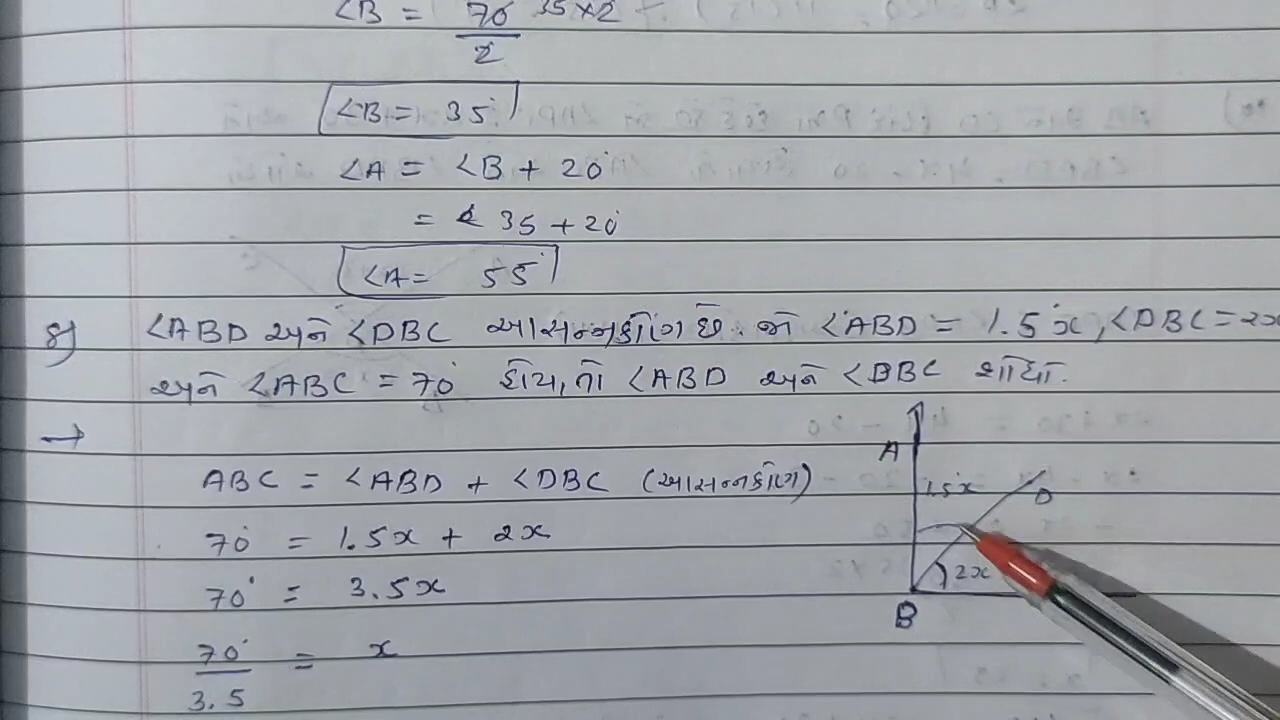 ∠B = 70 35×2
2
∠B = 35°
∠A = ∠B + 20°
= 35 + 20°
∠A = 55°
8) ∠ABD અને ∠DBC આસન્નકોણ છે. જો ∠ABD = 1.5x, ∠DBC = 2x
અને ∠ABC = 70° હોય, તો ∠ABD અને ∠DBC શોધો.
→
ABC = ∠ABD + ∠DBC (આસન્નકોણ)
70° = 1.5x + 2x
70° = 3.5x
70° = x
3.5
A
1.5x
D
2x
B